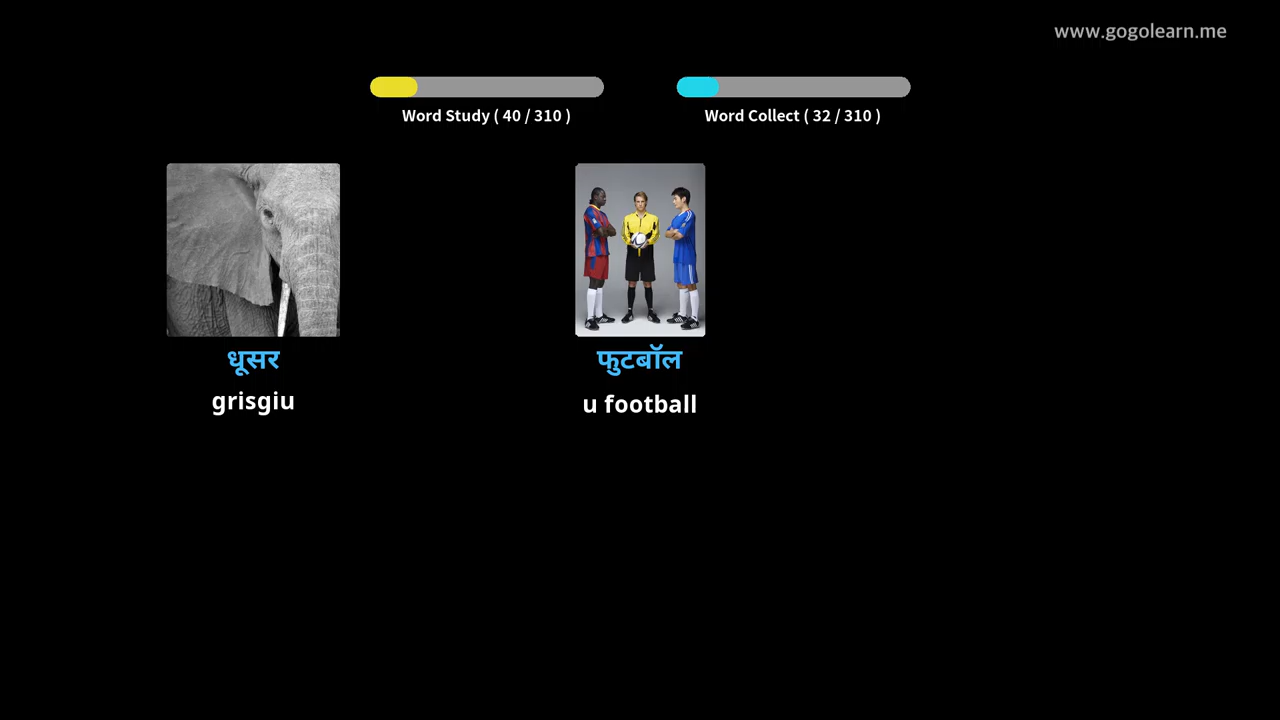 www.gogolearn.me
Word Study ( 40 / 310 )
Word Collect ( 32 / 310 )
धूसर
grisgiu
फुटबॉल
u football